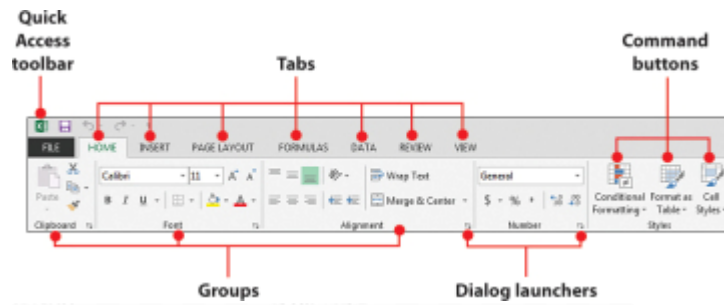 Quick
Access
toolbar
Tabs
Command
buttons
FILE HOME INSERT PAGE LAYOUT FORMULAS DATA REVIEW VIEW
Calibri 11 A A Wrap Text General
Paste B I U A Merge & Center $ % , Conditional Format as Cell
Formatting Table Styles
Clipboard Font Alignment Number Styles
Groups
Dialog launchers